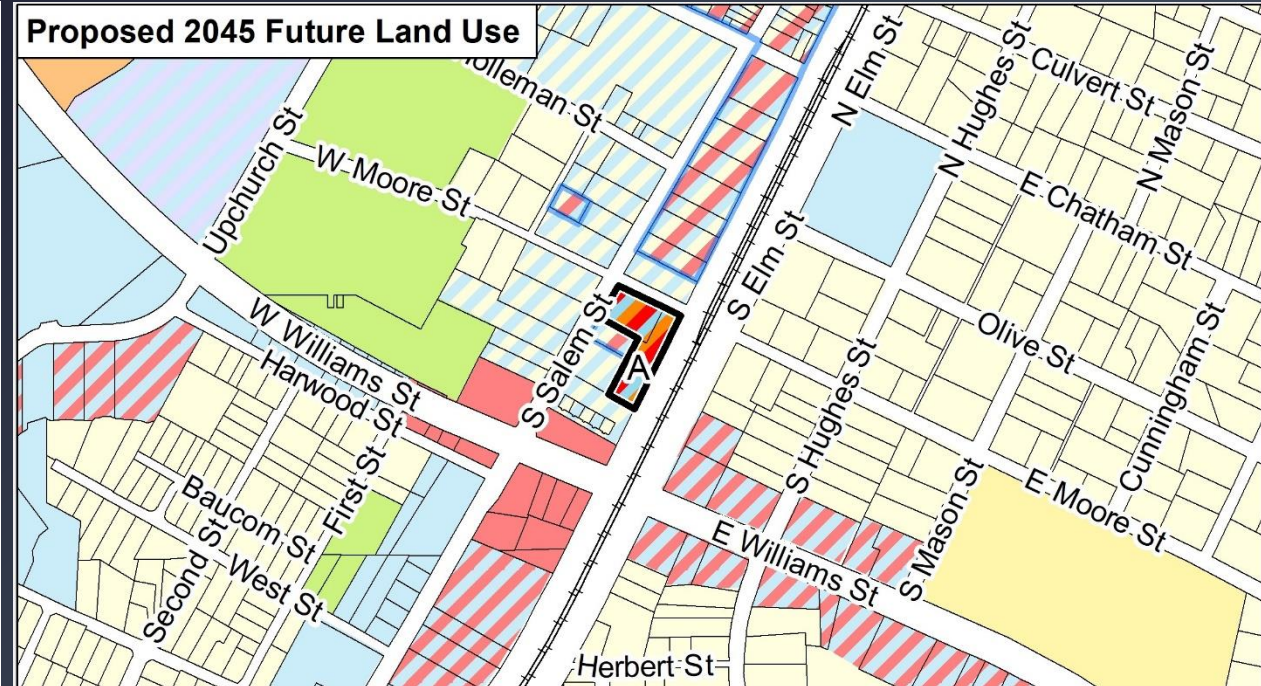 Proposed 2045 Future Land Use
N Elm St
N Hughes St
Culvert St
N Mason St
olleman St
Upchurch St
W Moore St
E Chatham St
S Elm St
Olive St
Cunningham St
W Williams St
Harwood St
S Salem St
A
S Hughes St
First St
Baucom St
Second St
West St
S Mason St
E Moore St
E Williams St
Herbert St